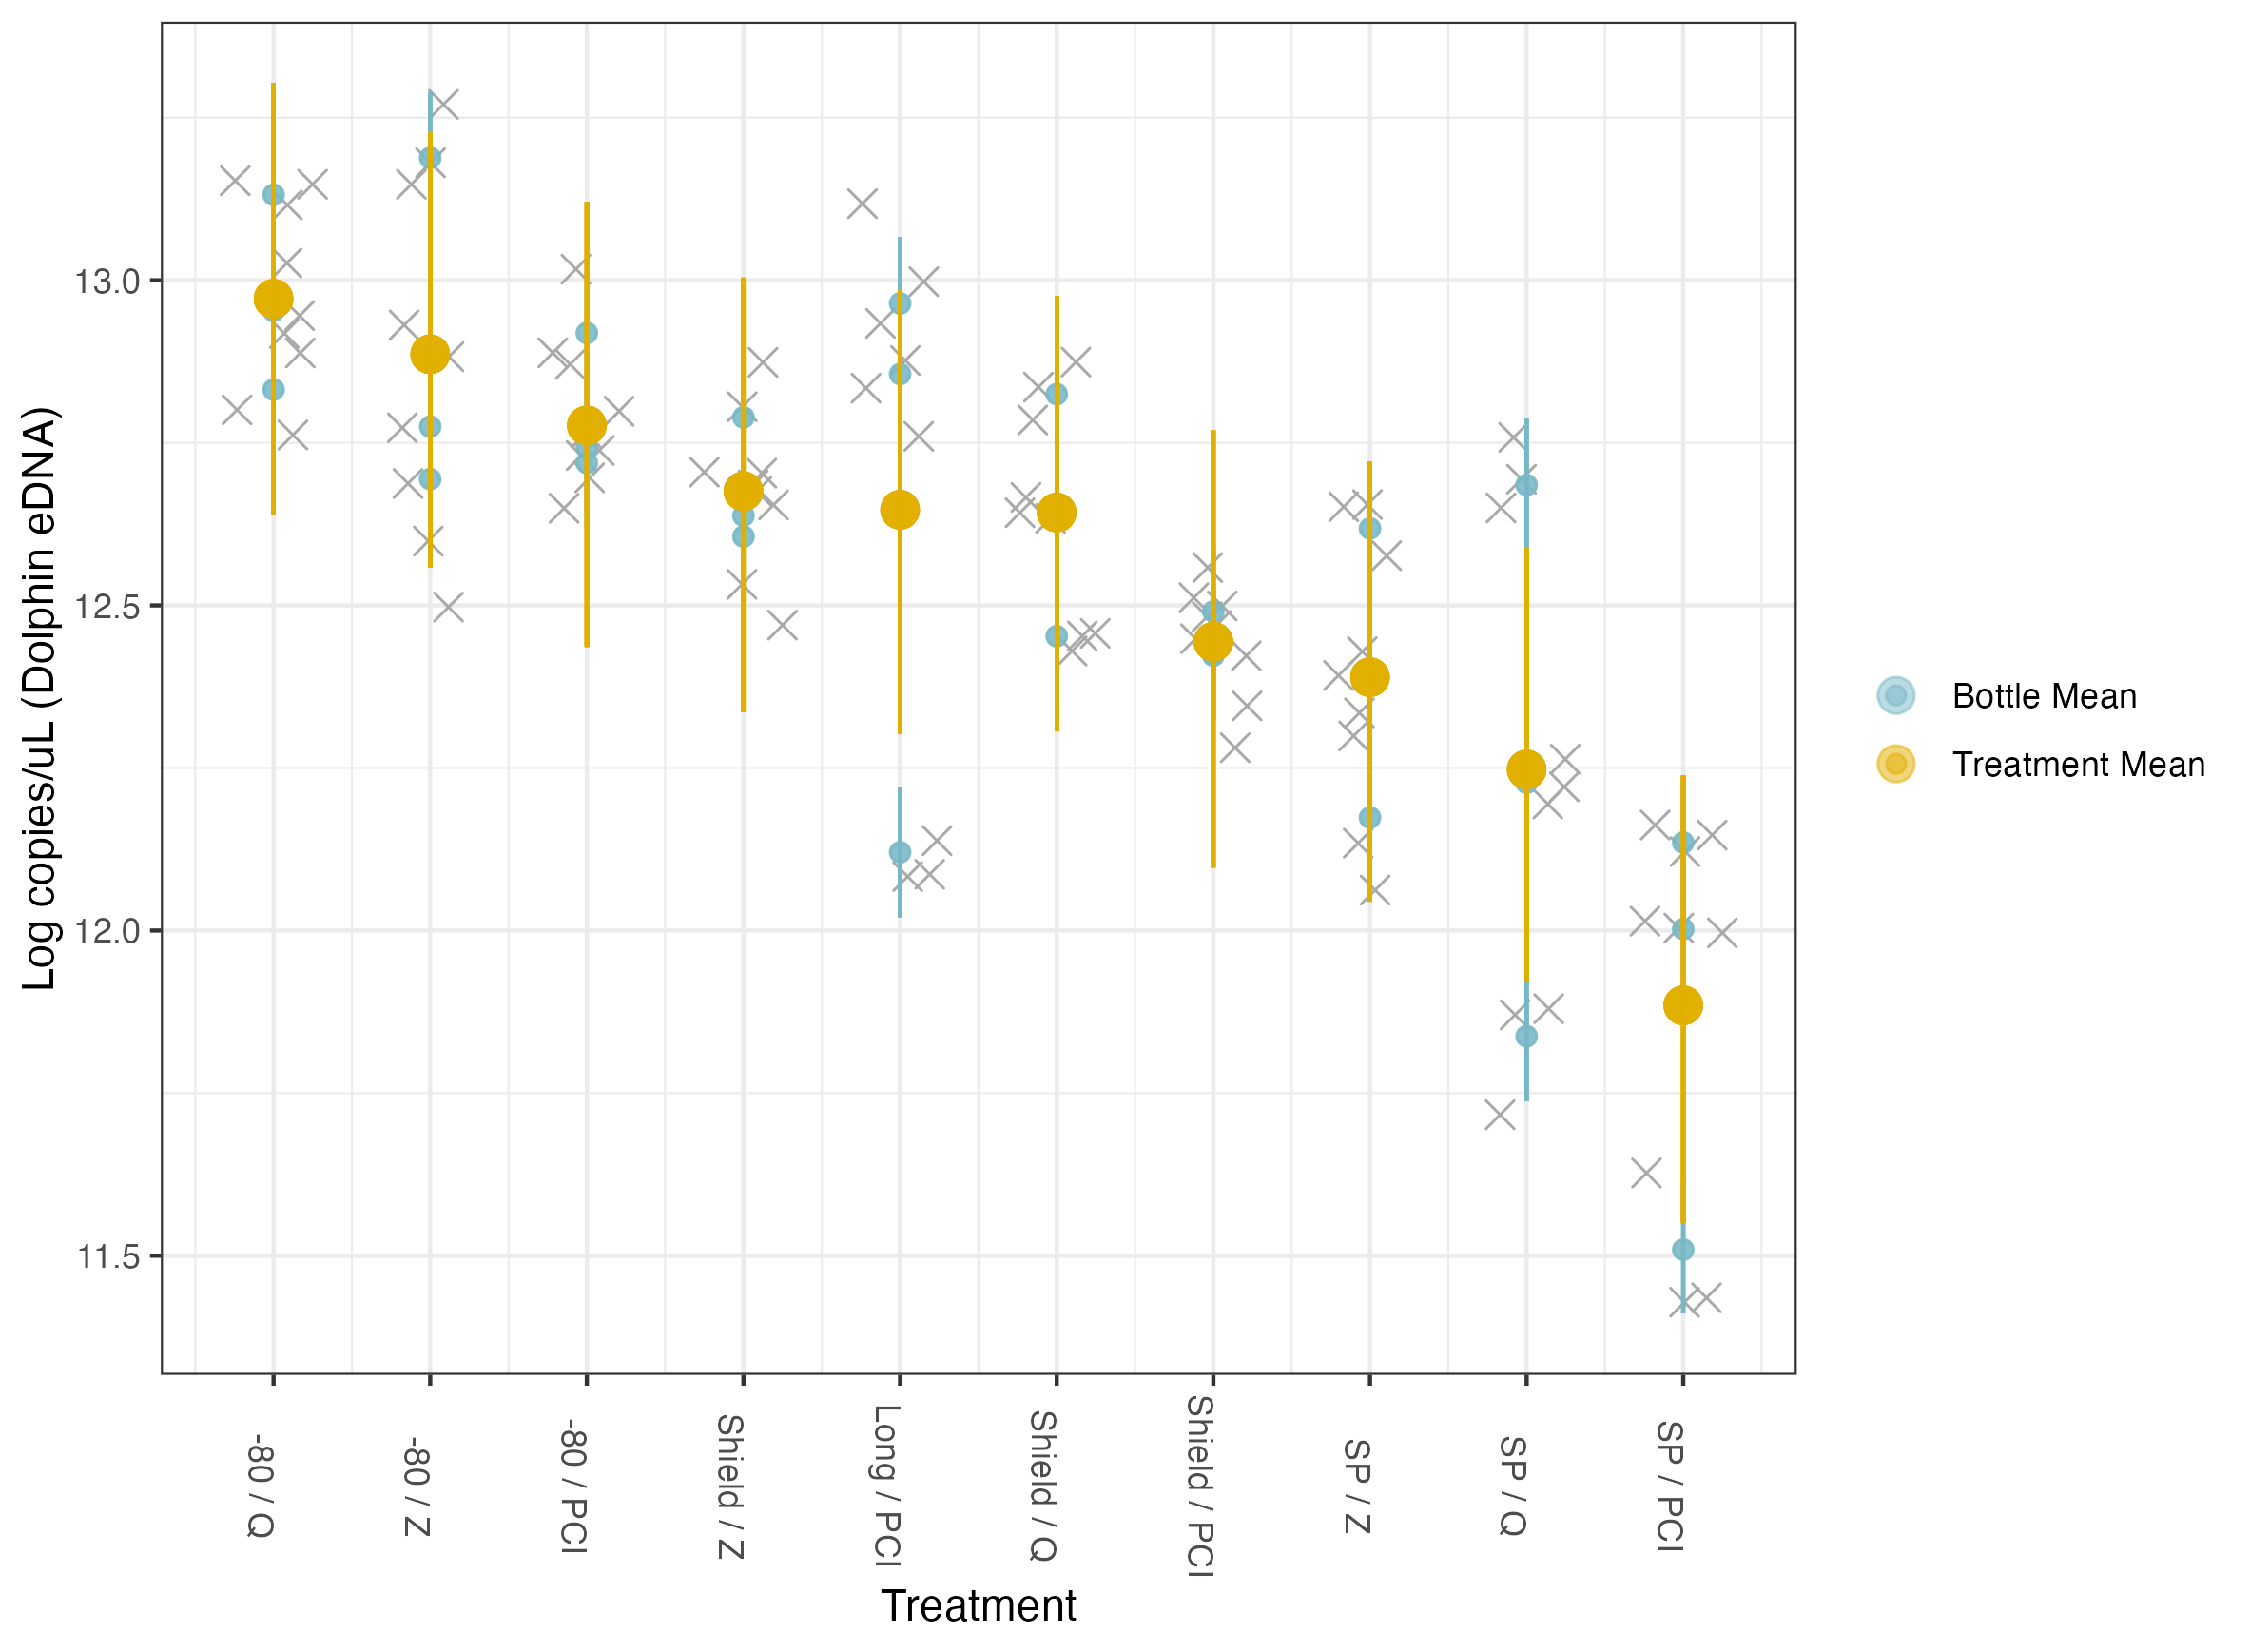 Log copies/uL (Dolphin eDNA)
13.0
12.5
12.0
11.5
-80 / Q
-80 / Z
-80 / PCI
Shield / Z
Long / PCI
Shield / Q
Shield / PCI
SP / Z
SP / Q
SP / PCI
Treatment
Bottle Mean
Treatment Mean